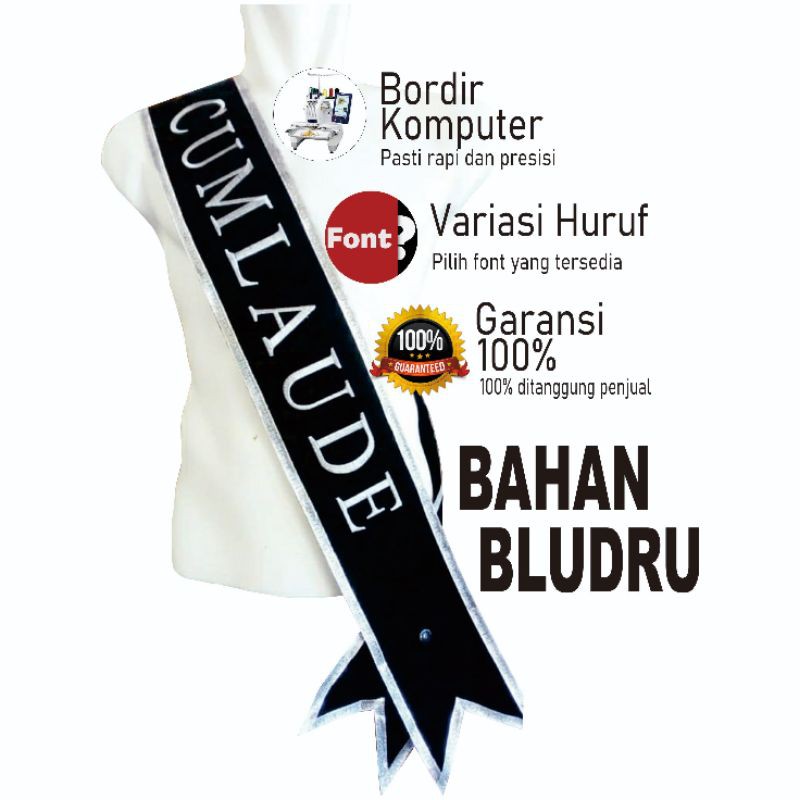 CUMLAUDE
Bordir
Komputer
Pasti rapi dan presisi
Font?
Variasi Huruf
Pilih font yang tersedia
100%
GUARANTEED
Garansi
100%
100% ditanggung penjual
BAHAN
BLUDRU